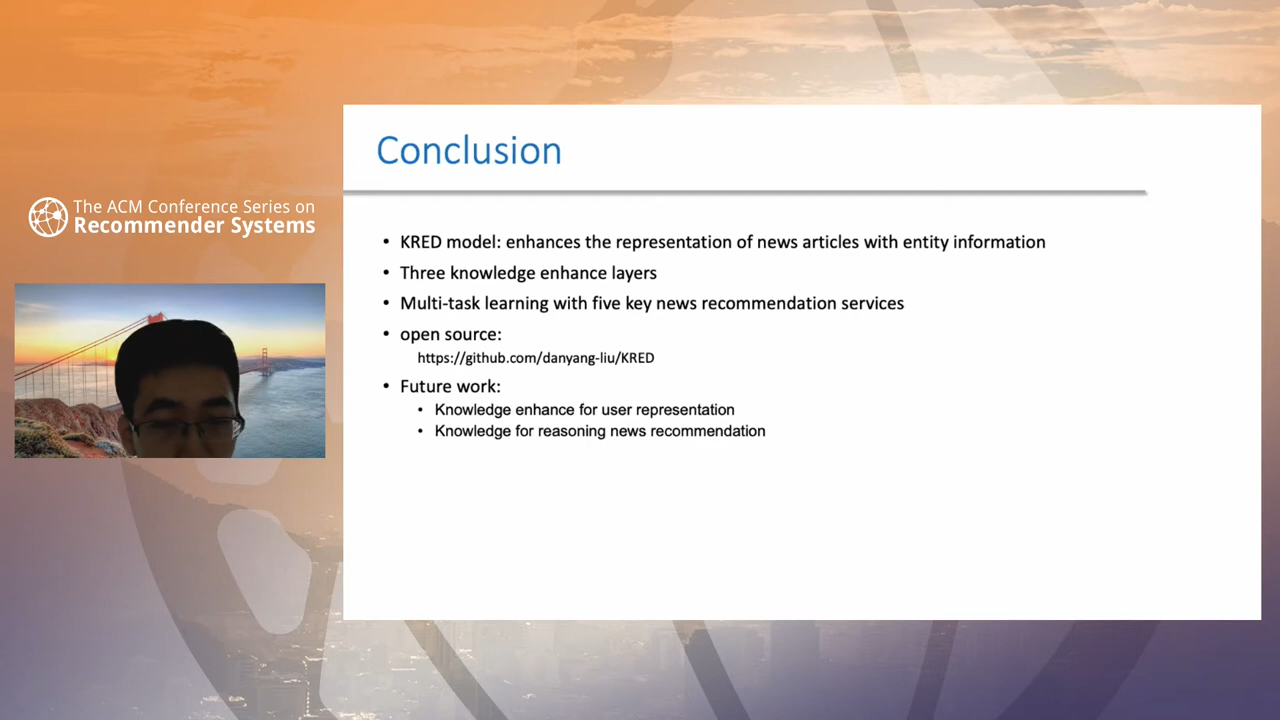 The ACM Conference Series on
Recommender Systems
Conclusion
• KRED model: enhances the representation of news articles with entity information
• Three knowledge enhance layers
• Multi-task learning with five key news recommendation services
• open source:
https://github.com/danyang-liu/KRED
• Future work:
• Knowledge enhance for user representation
• Knowledge for reasoning news recommendation